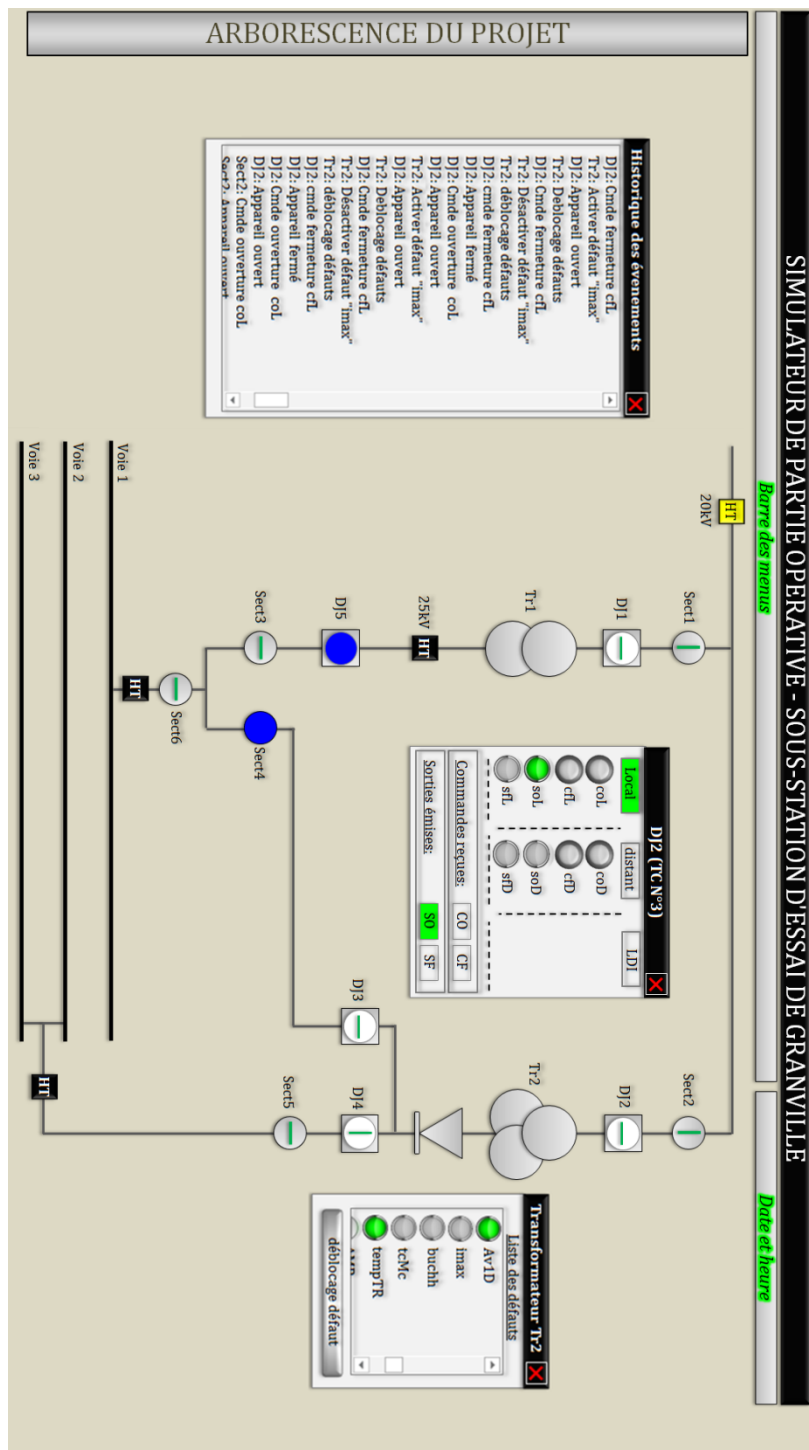 SIMULATEUR DE PARTIE OPERATIVE - SOUS-STATION D'ESSAI DE GRANVILLE
Barre des menus
Date et heure
ARBORESCENCE DU PROJET
Historique des évenements
DJ2: Cmde fermeture cfL
Tr2: Activer défaut "imax"
DJ2: Appareil ouvert
Tr2: Deblocage défauts
DJ2: Cmde fermeture cfL
Tr2: Désactiver défaut "imax"
Tr2: déblocage défauts
DJ2: cmde fermeture cfL
DJ2: Appareil fermé
DJ2: Cmde ouverture coL
DJ2: Appareil ouvert
Tr2: Activer défaut "imax"
DJ2: Appareil ouvert
Tr2: Deblocage défauts
DJ2: Cmde fermeture cfL
Tr2: Désactiver défaut "imax"
Tr2: déblocage défauts
DJ2: cmde fermeture cfL
DJ2: Appareil fermé
DJ2: Cmde ouverture coL
DJ2: Appareil ouvert
Sect2: Cmde ouverture coL
Sect2: Appareil ouvert
HT
20kV
Sect1
DJ1
Tr1
25kV
HT
DJ5
Sect3
Sect4
Sect6
HT
Voie 1
Voie 2
Voie 3
DJ2 (TC N°3)
Local
distant
LDI
coL
coD
cfL
cfD
soL
soD
sfL
sfD
Commandes reçues:
CO
CF
Sorties émises:
SO
SF
Sect2
DJ2
Tr2
DJ3
DJ4
Sect5
HT
Transformateur Tr2
Liste des défauts
Av1D
imax
buchh
tcMc
tempTR
déblocage défaut